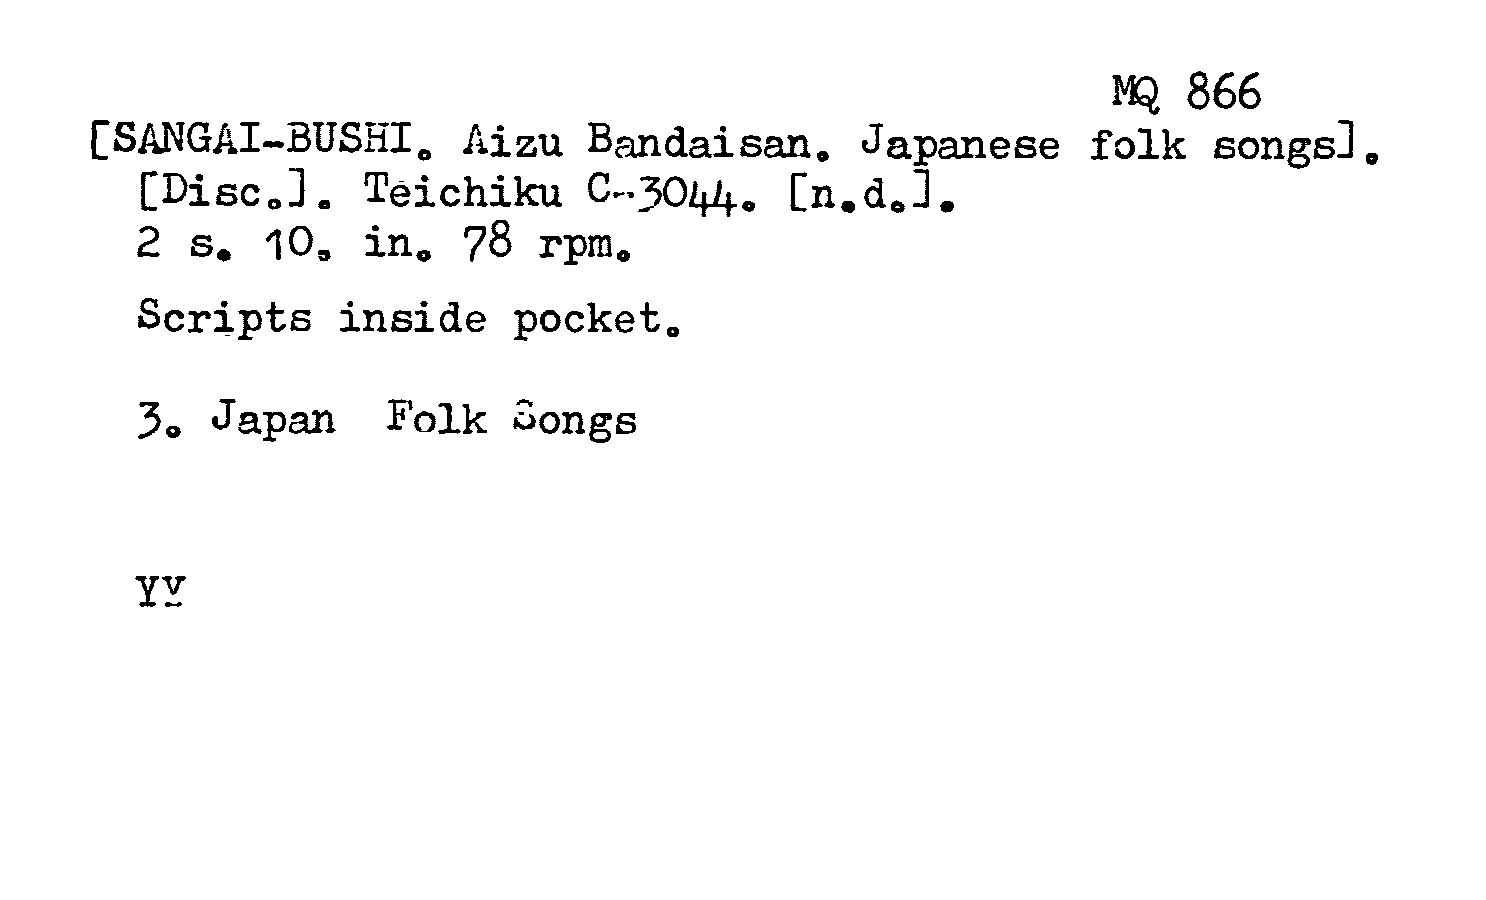 MQ 866
[SANGAI-BUSHI. Aizu Bandaisan. Japanese folk songs].
[Disc.]. Teichiku C-3044. [n.d.].
2 s. 10, in. 78 rpm.
Scripts inside pocket.
3. Japan Folk Songs
Yv